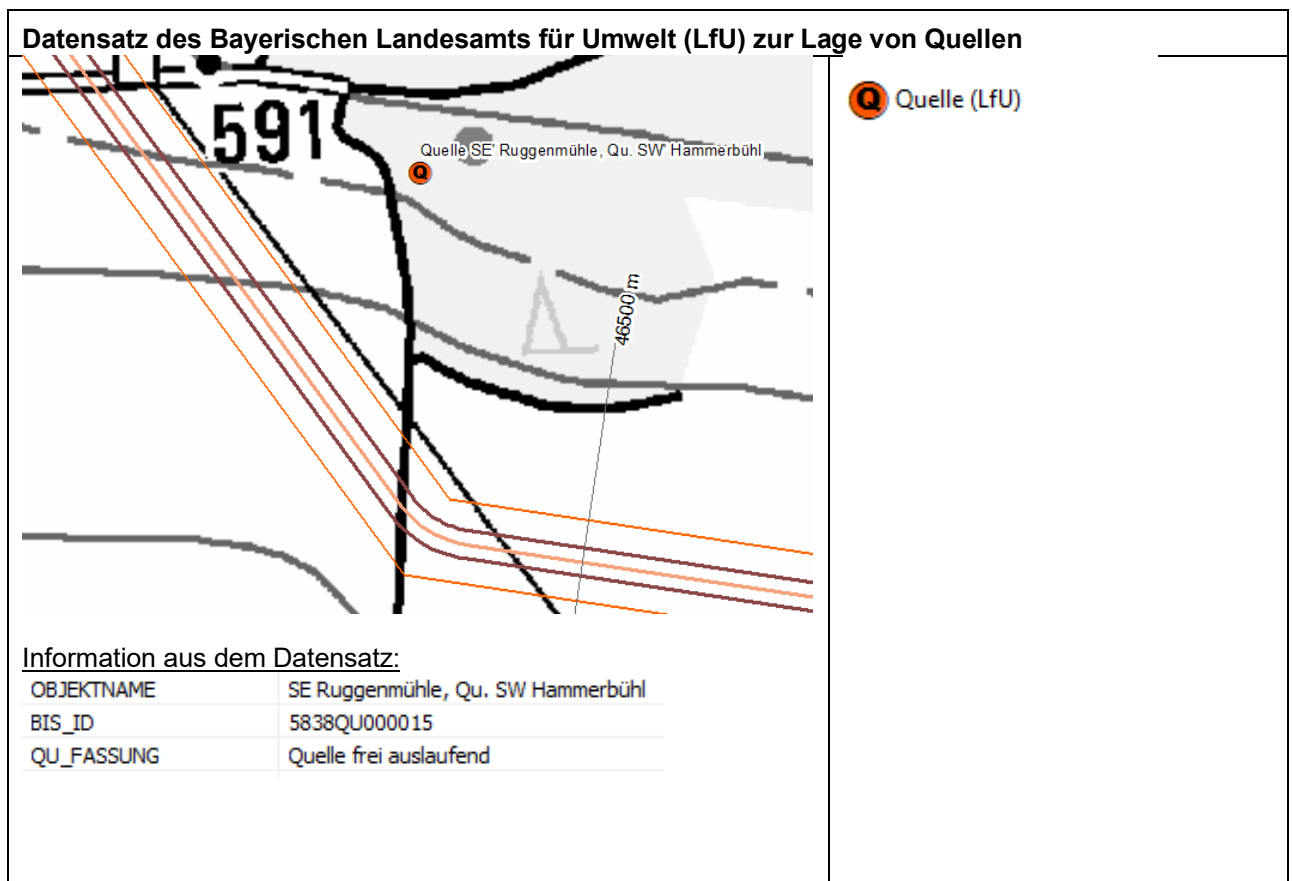 Datensatz des Bayerischen Landesamts für Umwelt (LfU) zur Lage von Quellen
Quelle (LfU)
591
Quelle SE' Ruggenmühle, Qu. SW' Hammerbühl
46500 m
Information aus dem Datensatz:
OBJEKTNAME SE Ruggenmühle, Qu. SW Hammerbühl
BIS_ID 5838QU000015
QU_FASSUNG Quelle frei auslaufend